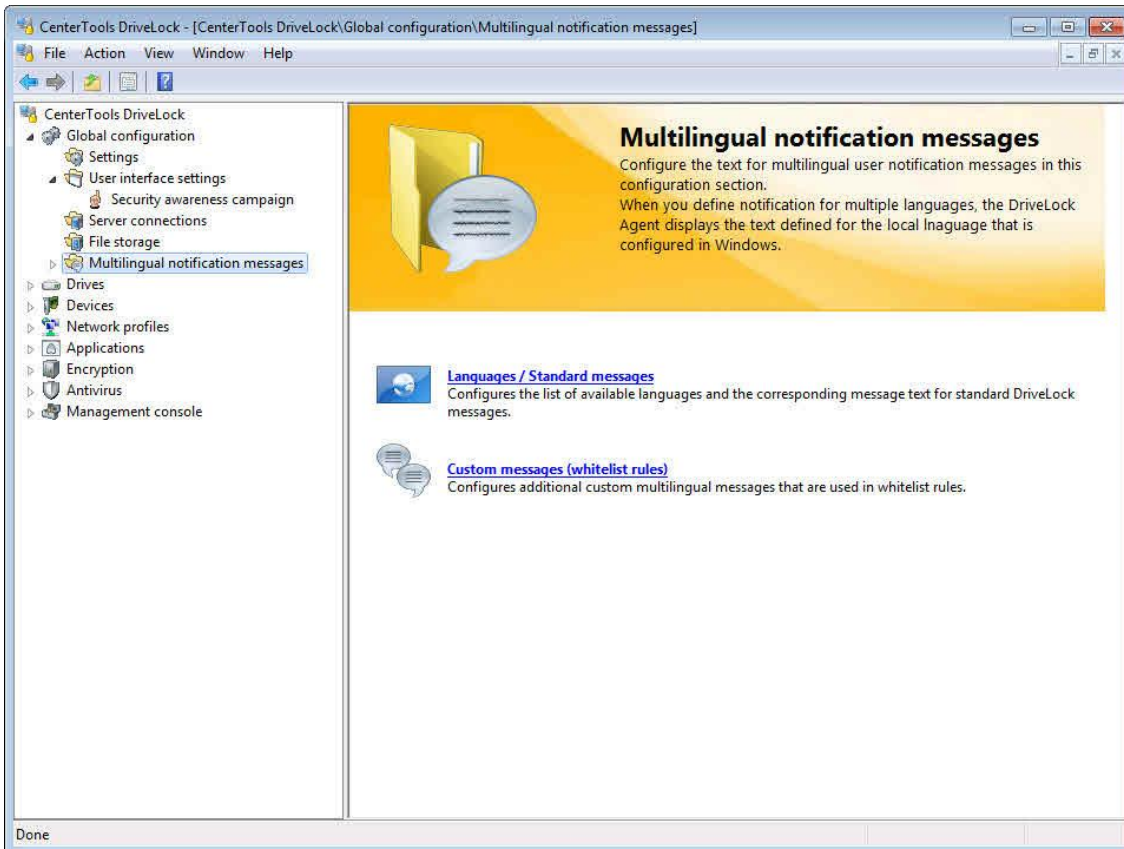 CenterTools DriveLock - [CenterTools DriveLock\Global configuration\Multilingual notification messages]
File Action View Window Help
CenterTools DriveLock
Global configuration
Settings
User interface settings
Security awareness campaign
Server connections
File storage
Multilingual notification messages
Drives
Devices
Network profiles
Applications
Encryption
Antivirus
Management console
Multilingual notification messages
Configure the text for multilingual user notification messages in this
configuration section.
When you define notification for multiple languages, the DriveLock
Agent displays the text defined for the local lnaguage that is
configured in Windows.
Languages / Standard messages
Configures the list of available languages and the corresponding message text for standard DriveLock
messages.
Custom messages (whitelist rules)
Configures additional custom multilingual messages that are used in whitelist rules.
Done